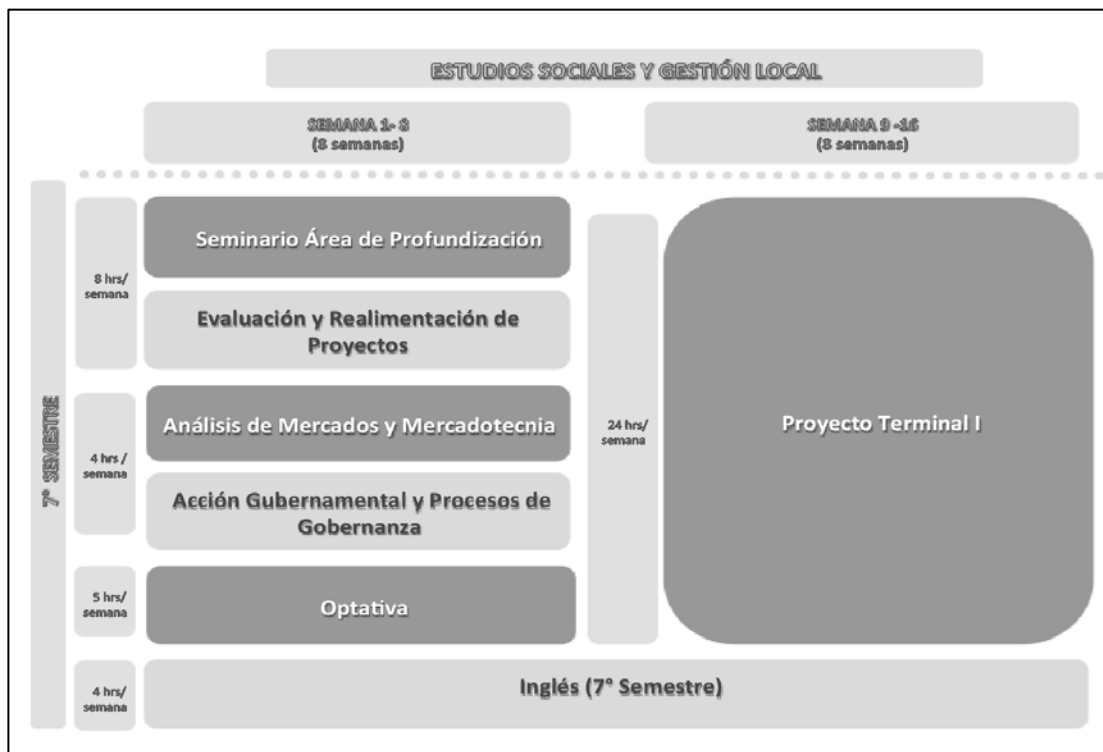 ESTUDIOS SOCIALES Y GESTIÓN LOCAL
SEMANA 1- 8
(8 semanas)
SEMANA 9 -16
(8 semanas)
7° SEMESTRE
8 hrs/
semana
Seminario Área de Profundización
Evaluación y Realimentación de
Proyectos
4 hrs /
semana
Análisis de Mercados y Mercadotecnia
Acción Gubernamental y Procesos de
Gobernanza
5 hrs/
semana
Optativa
24 hrs/
semana
Proyecto Terminal I
4 hrs/
semana
Inglés (7° Semestre)